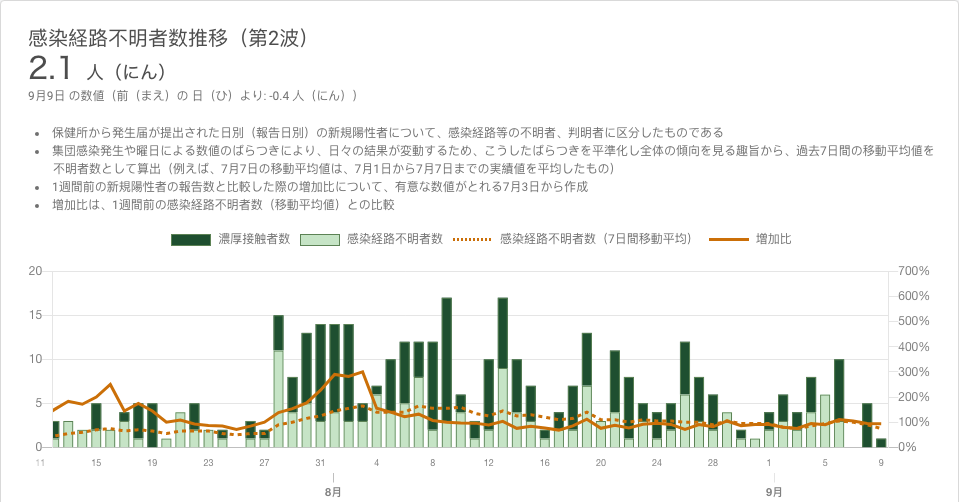 感染経路不明者数推移（第2波）
2.1 人（にん）
9月9日 の数値（前（まえ）の 日（ひ）より: -0.4 人（にん））
• 保健所から発生届が提出された日別（報告日別）の新規陽性者について、感染経路等の不明者、判明者に区分したものである
• 集団感染発生や曜日による数値のばらつきにより、日々の結果が変動するため、こうしたばらつきを平準化し全体の傾向を見る趣旨から、過去7日間の移動平均値を
不明者数として算出（例えば、7月7日の移動平均値は、7月1日から7月7日までの実績値を平均したもの）
• 1週間前の新規陽性者の報告数と比較した際の増加比について、有意な数値がとれる7月3日から作成
• 増加比は、1週間前の感染経路不明者数（移動平均値）との比較
濃厚接触者数 感染経路不明者数 感染経路不明者数（7日間移動平均） 増加比
20 700%
600%
15 500%
400%
10 300%
5 200%
100%
0 0%
11 15 19 23 27 31 4 8 12 16 20 24 28 1 5 9
8月 9月